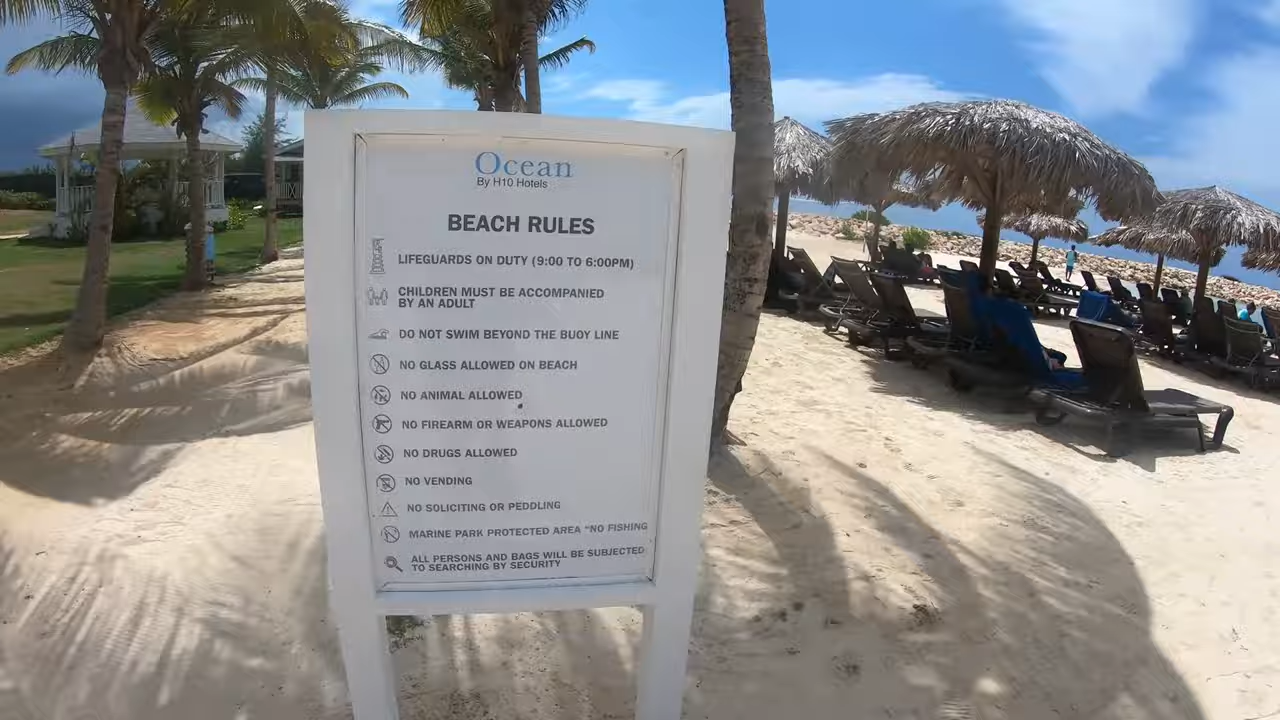 Ocean
By H10 Hotels
BEACH RULES
LIFEGUARDS ON DUTY (9:00 TO 6:00PM)
CHILDREN MUST BE ACCOMPANIED
BY AN ADULT
DO NOT SWIM BEYOND THE BUOY LINE
NO GLASS ALLOWED ON BEACH
NO ANIMAL ALLOWED
NO FIREARM OR WEAPONS ALLOWED
NO DRUGS ALLOWED
NO VENDING
NO SOLICITING OR PEDDLING
MARINE PARK PROTECTED AREA "NO FISHING
ALL PERSONS AND BAGS WILL BE SUBJECTED
TO SEARCHING BY SECURITY